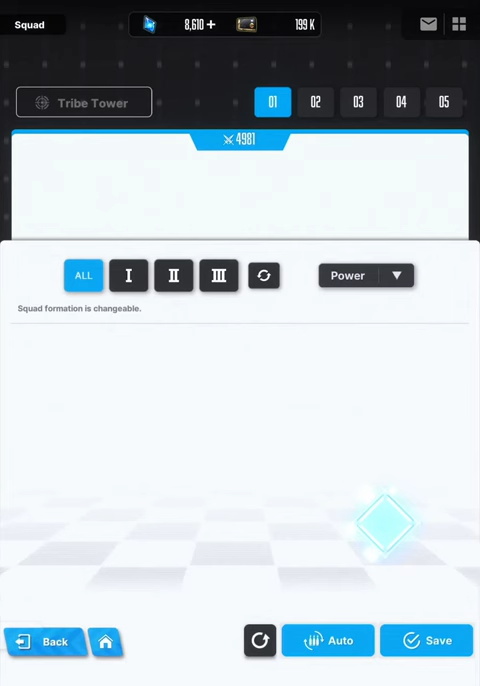 Squad
8,610 +
199 K
Tribe Tower
01
02
03
04
05
4981
ALL
I
II
III
Power
Squad formation is changeable.
Back
Auto
Save